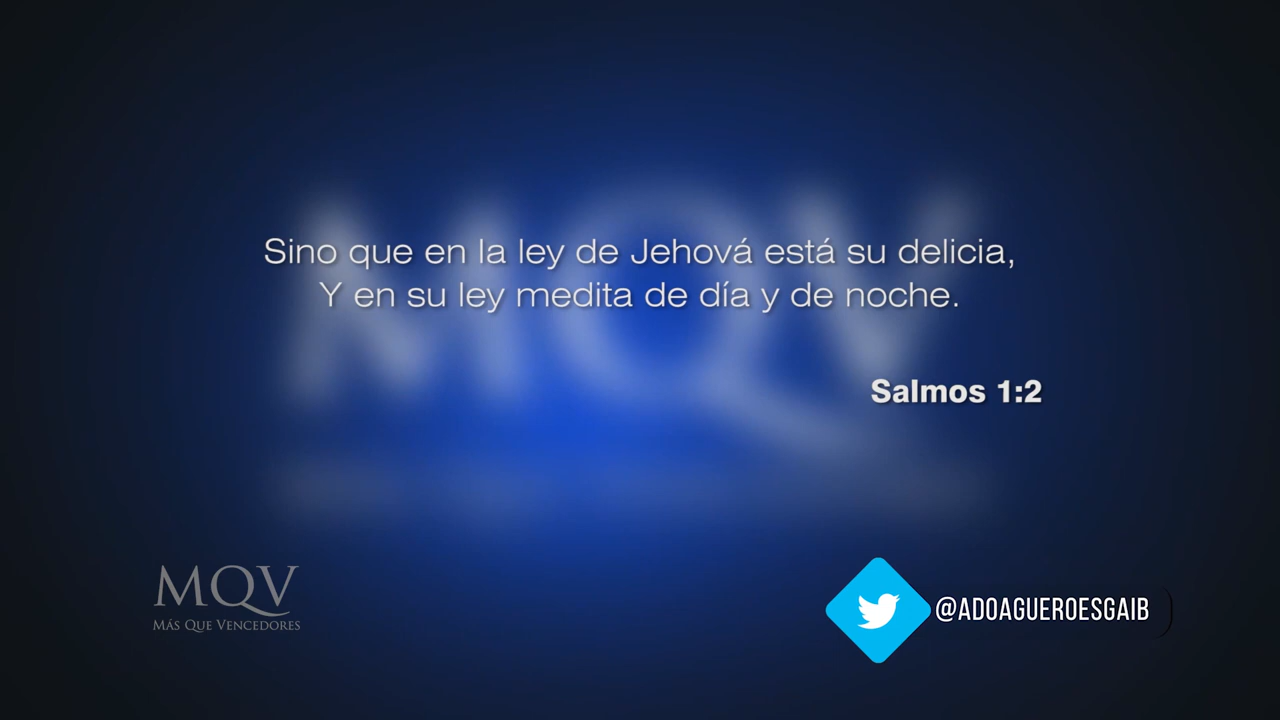 Sino que en la ley de Jehová está su delicia,
Y en su ley medita de día y de noche.
Salmos 1:2
MQV
MÁS QUE VENCEDORES
@ADOAGUEROESGAIB